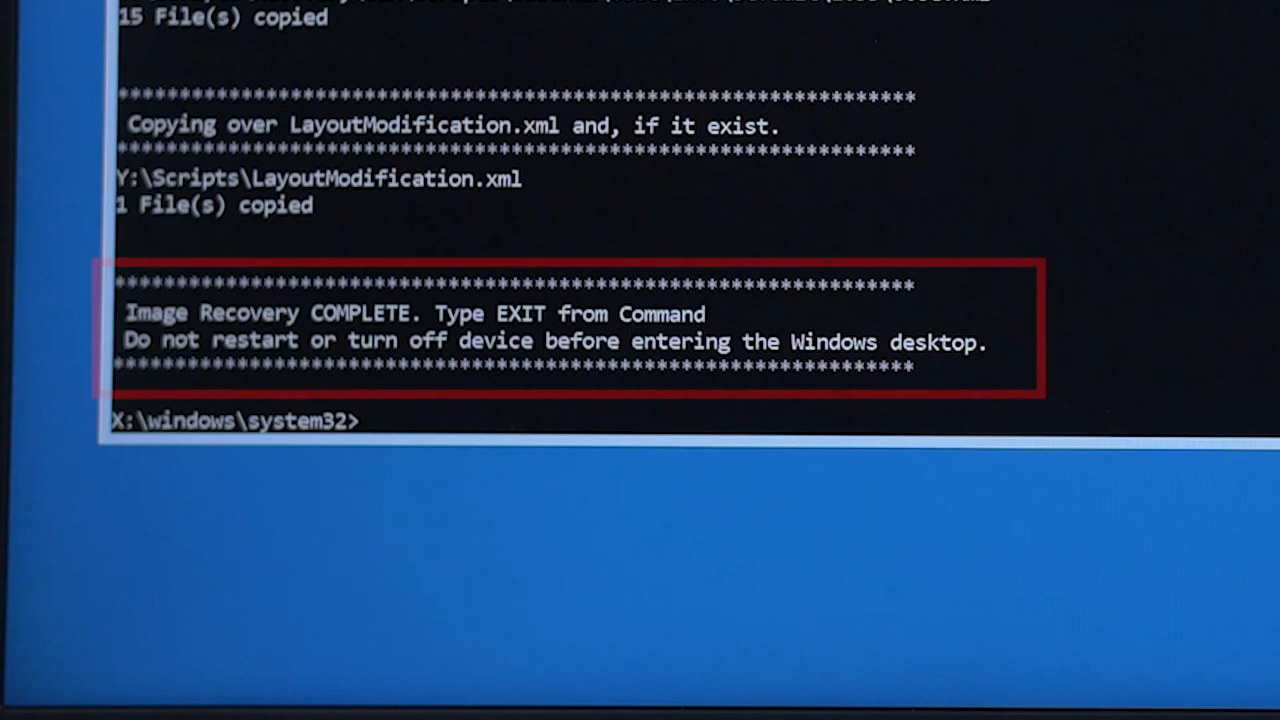 15 File(s) copied
*****************************************************************
Copying over LayoutModification.xml and, if it exist.
*****************************************************************
Y:\Scripts\LayoutModification.xml
1 File(s) copied
*****************************************************************
Image Recovery COMPLETE. Type EXIT from Command
Do not restart or turn off device before entering the Windows desktop.
*****************************************************************
X:\windows\system32>